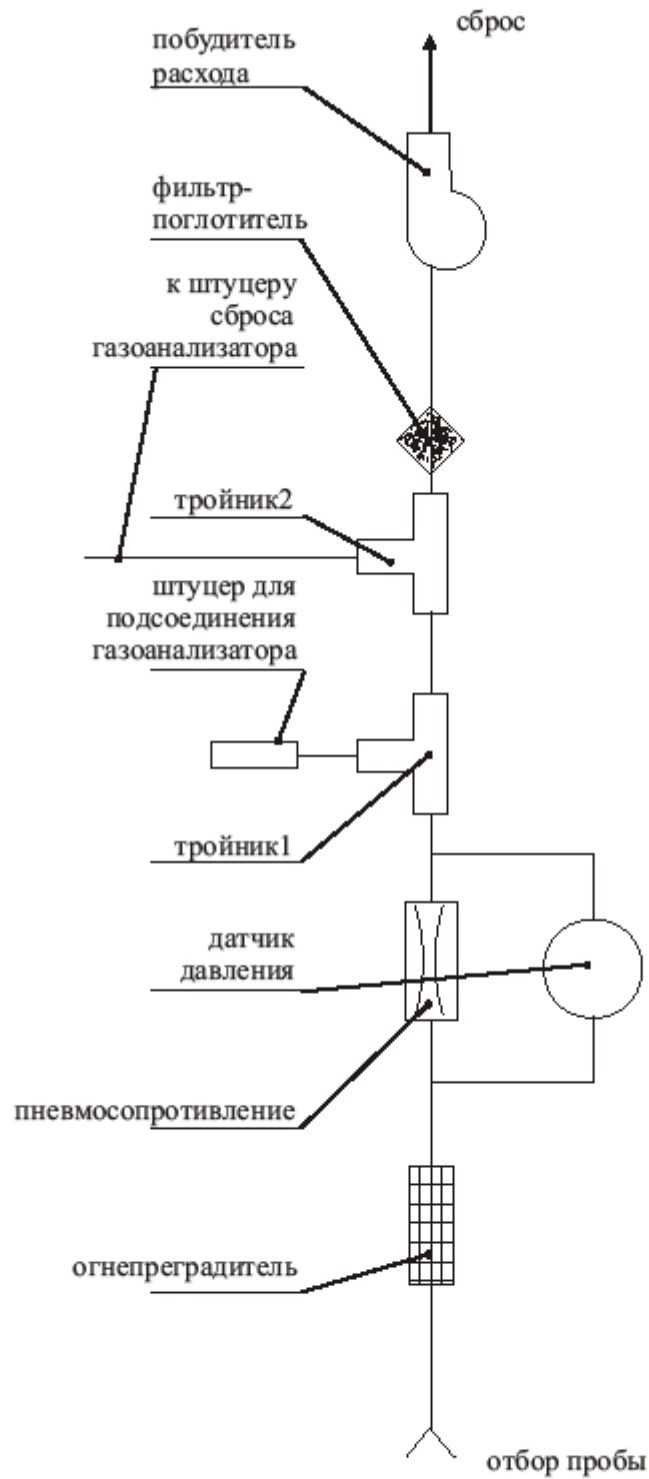 сброс
побудитель
расхода
фильтр-
поглотитель
к штуцеру
сброса
газоанализатора
тройник2
штуцер для
подсоединения
газоанализатора
тройник1
датчик
давления
пневмосопротивление
огнепреградитель
отбор пробы